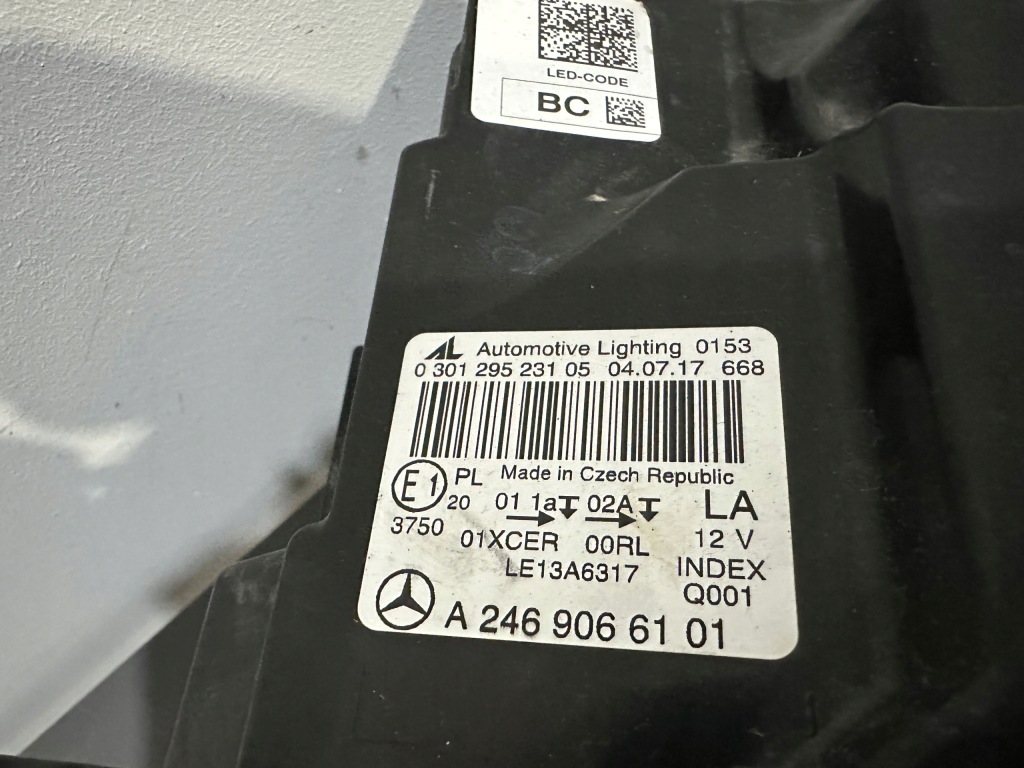 LED-CODE
BC
AL Automotive Lighting 0153
0 301 295 231 05 04.07.17 668
Made in Czech Republic
E1 PL
20 01 1a 02A LA
3750 01XCER 00RL 12 V
LE13A6317 INDEX
Q001
A 246 906 61 01